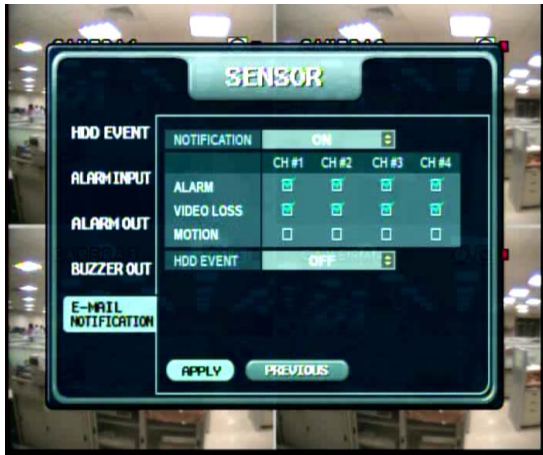 SENSOR
HDD EVENT
ALARM INPUT
ALARM OUT
BUZZER OUT
E-MAIL
NOTIFICATION
NOTIFICATION ON
CH #1 CH #2 CH #3 CH #4
ALARM
VIDEO LOSS
MOTION
HDD EVENT OFF
APPLY PREVIOUS